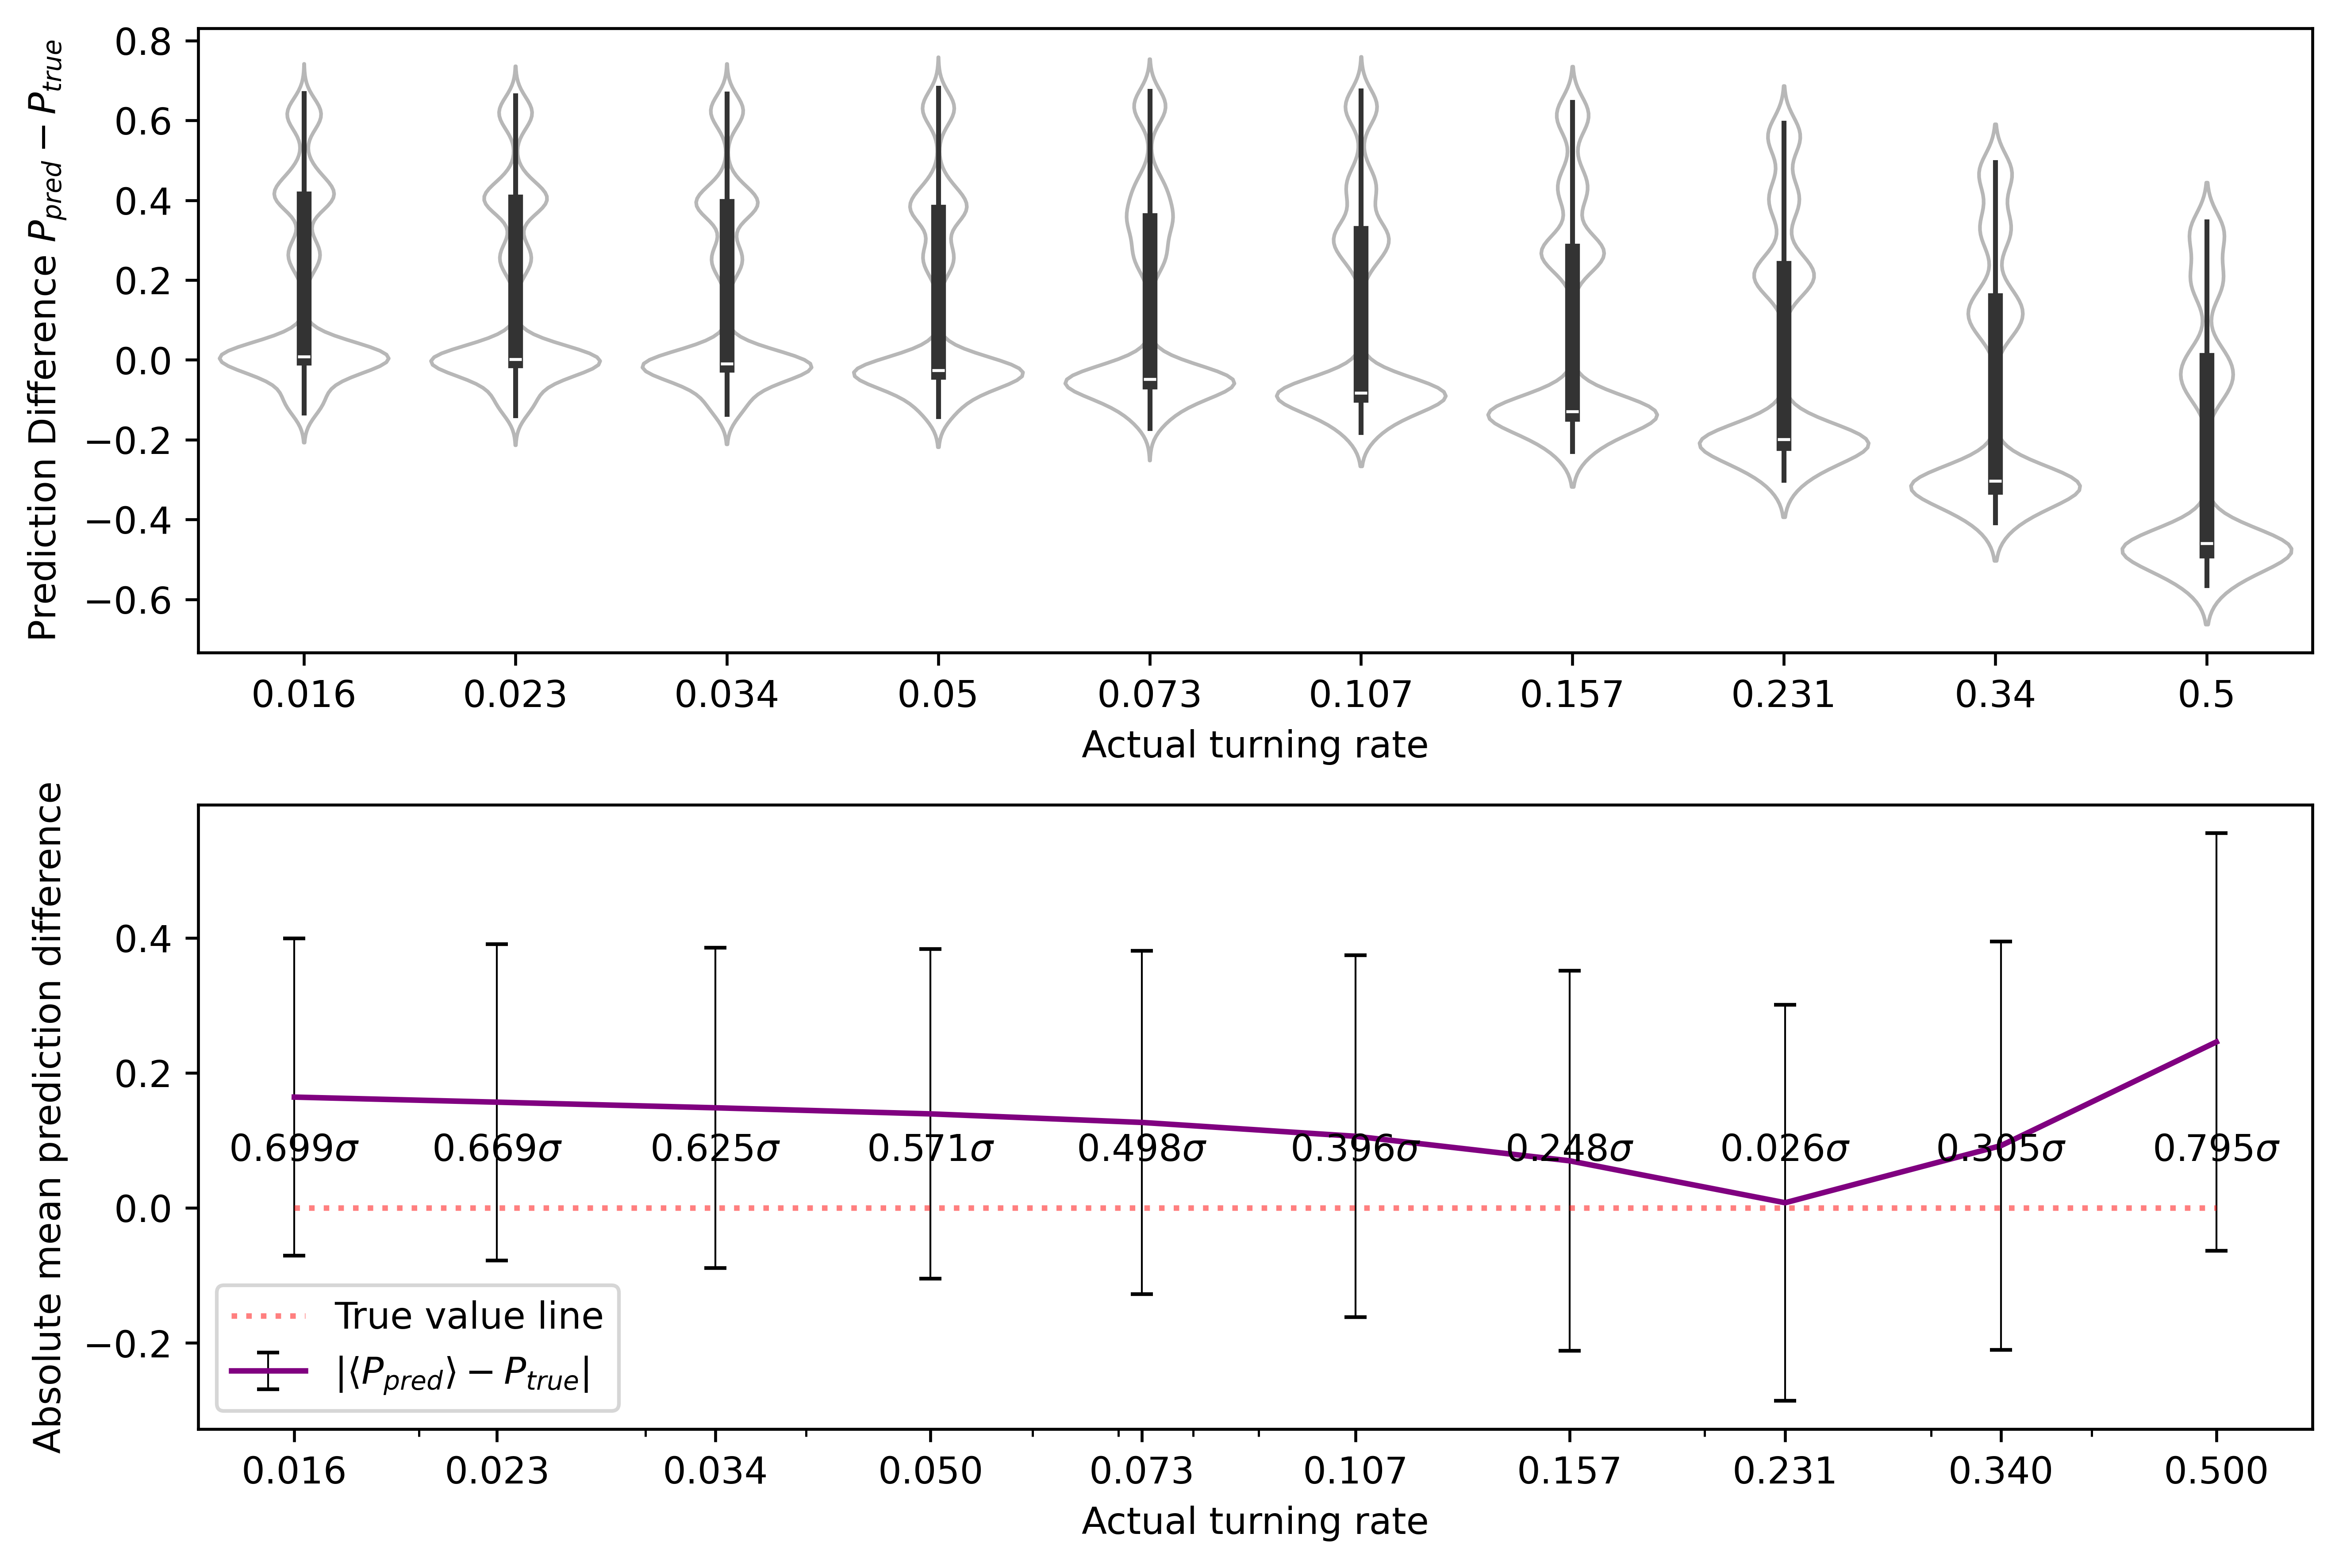 Prediction Difference P_pred − P_true
0.8
0.6
0.4
0.2
0.0
−0.2
−0.4
−0.6
0.016 0.023 0.034 0.05 0.073 0.107 0.157 0.231 0.34 0.5
Actual turning rate
Absolute mean prediction difference
0.4
0.2
0.0
−0.2
0.699σ 0.669σ 0.625σ 0.571σ 0.498σ 0.396σ 0.248σ 0.026σ 0.305σ 0.795σ
True value line
|⟨P_pred⟩ − P_true|
0.016 0.023 0.034 0.050 0.073 0.107 0.157 0.231 0.340 0.500
Actual turning rate